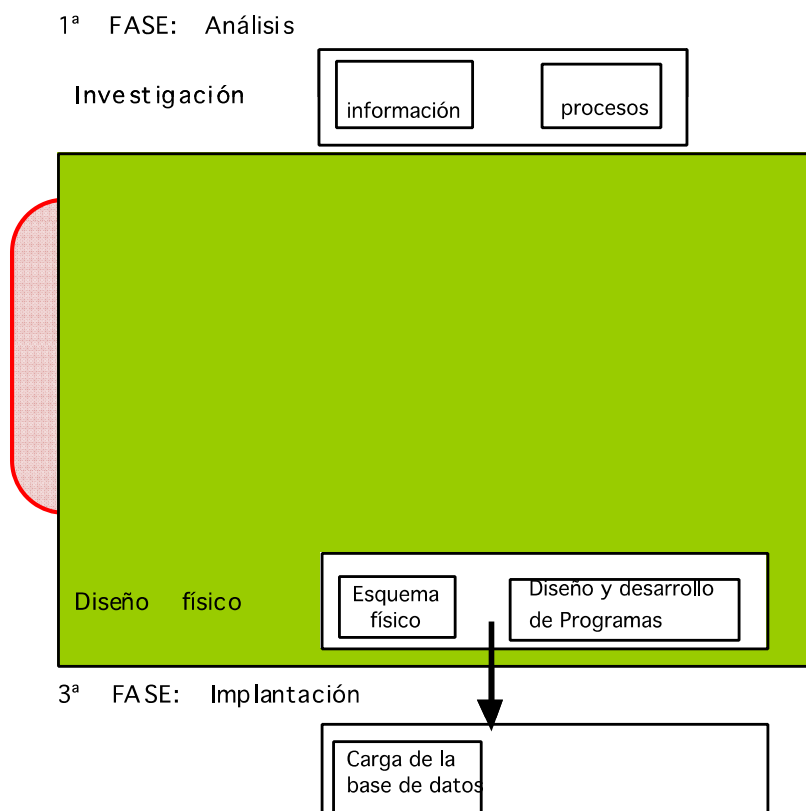 1ª FASE: Análisis
Investigación
información
procesos
Diseño físico
Esquema
físico
Diseño y desarrollo
de Programas
3ª FASE: Implantación
Carga de la
base de datos